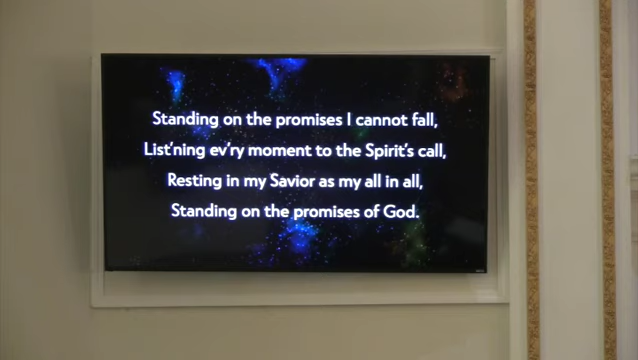 Standing on the promises I cannot fall,
List'ning ev'ry moment to the Spirit's call,
Resting in my Savior as my all in all,
Standing on the promises of God.